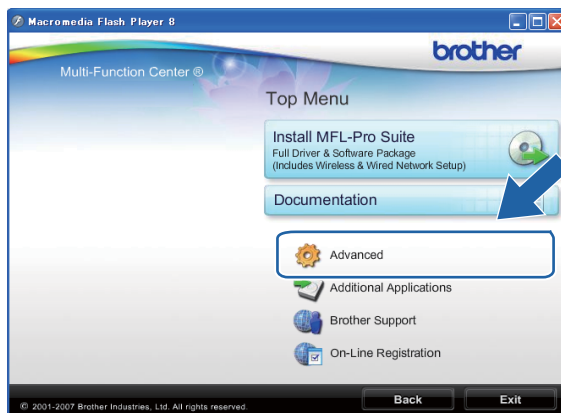 Macromedia Flash Player 8
brother
Multi-Function Center ®
Top Menu
Install MFL-Pro Suite
Full Driver & Software Package
(Includes Wireless & Wired Network Setup)
Documentation
Advanced
Additional Applications
Brother Support
On-Line Registration
© 2001-2007 Brother Industries, Ltd. All rights reserved.
Back
Exit